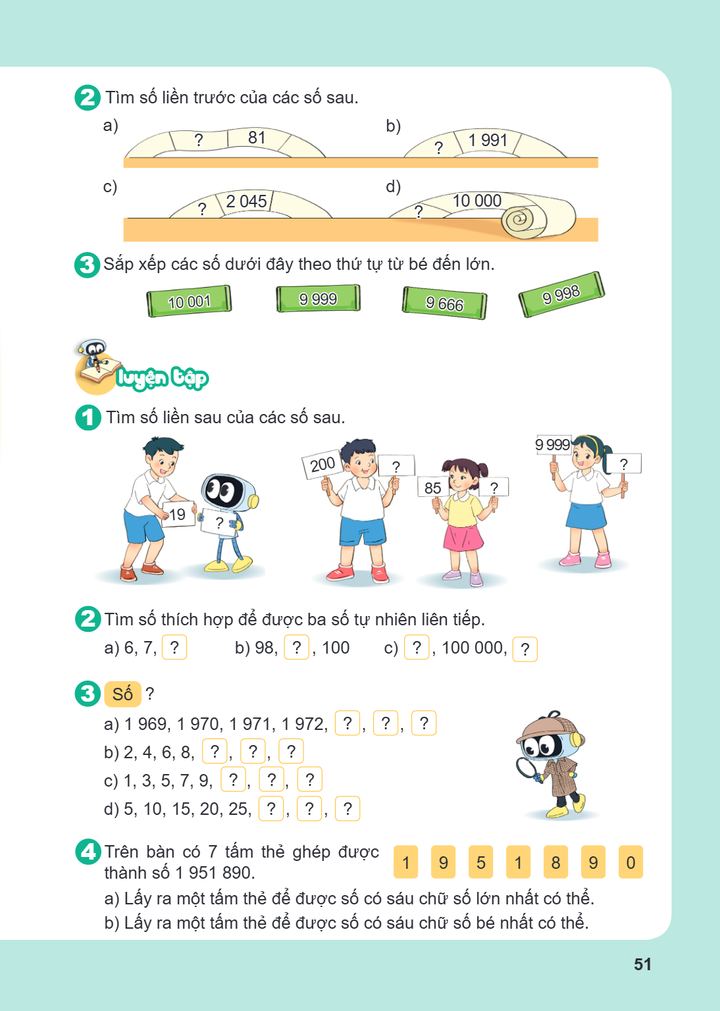 2 Tìm số liền trước của các số sau.
a) b)
? 81
? 1 991
c) d)
? 2 045
? 10 000
3 Sắp xếp các số dưới đây theo thứ tự từ bé đến lớn.
10 001 9 999 9 666 9 998
luyện tập
1 Tìm số liền sau của các số sau.
19 ? 200 ? 85 ? 9 999 ?
2 Tìm số thích hợp để được ba số tự nhiên liên tiếp.
a) 6, 7, ? b) 98, ? , 100 c) ? , 100 000, ?
3 Số ?
a) 1 969, 1 970, 1 971, 1 972, ? , ? , ?
b) 2, 4, 6, 8, ? , ? , ?
c) 1, 3, 5, 7, 9, ? , ? , ?
d) 5, 10, 15, 20, 25, ? , ? , ?
4 Trên bàn có 7 tấm thẻ ghép được
thành số 1 951 890.
1 9 5 1 8 9 0
a) Lấy ra một tấm thẻ để được số có sáu chữ số lớn nhất có thể.
b) Lấy ra một tấm thẻ để được số có sáu chữ số bé nhất có thể.
51